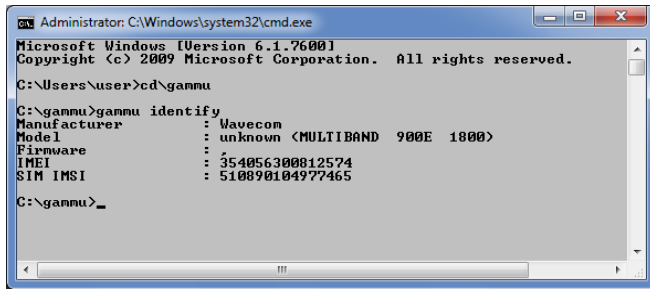 Administrator: C:\Windows\system32\cmd.exe
Microsoft Windows [Version 6.1.7600]
Copyright (c) 2009 Microsoft Corporation.  All rights reserved.
C:\Users\user>cd\gammu
C:\gammu>gammu identify
Manufacturer         : Wavecom
Model                : unknown (MULTIBAND  900E  1800)
Firmware             : ,
IMEI                 : 354056300812574
SIM IMSI             : 510890104977465
C:\gammu>_